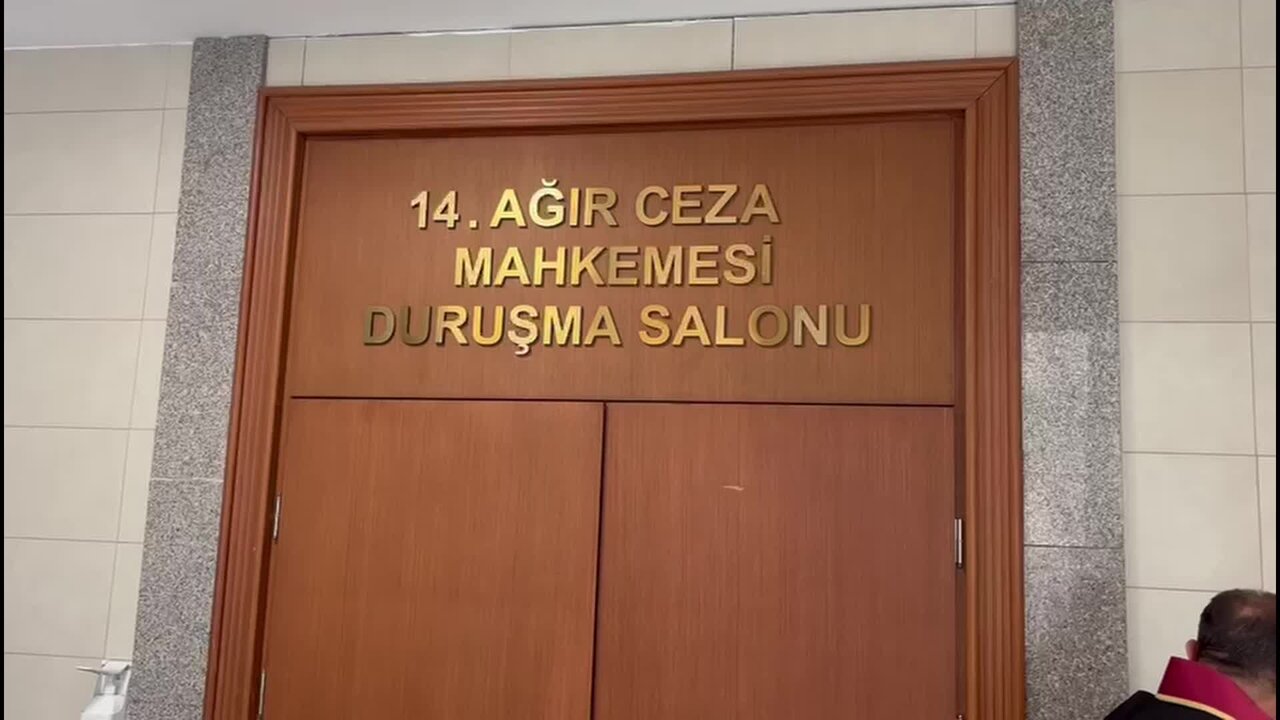 14. AĞIR CEZA
MAHKEMESİ
DURUŞMA SALONU